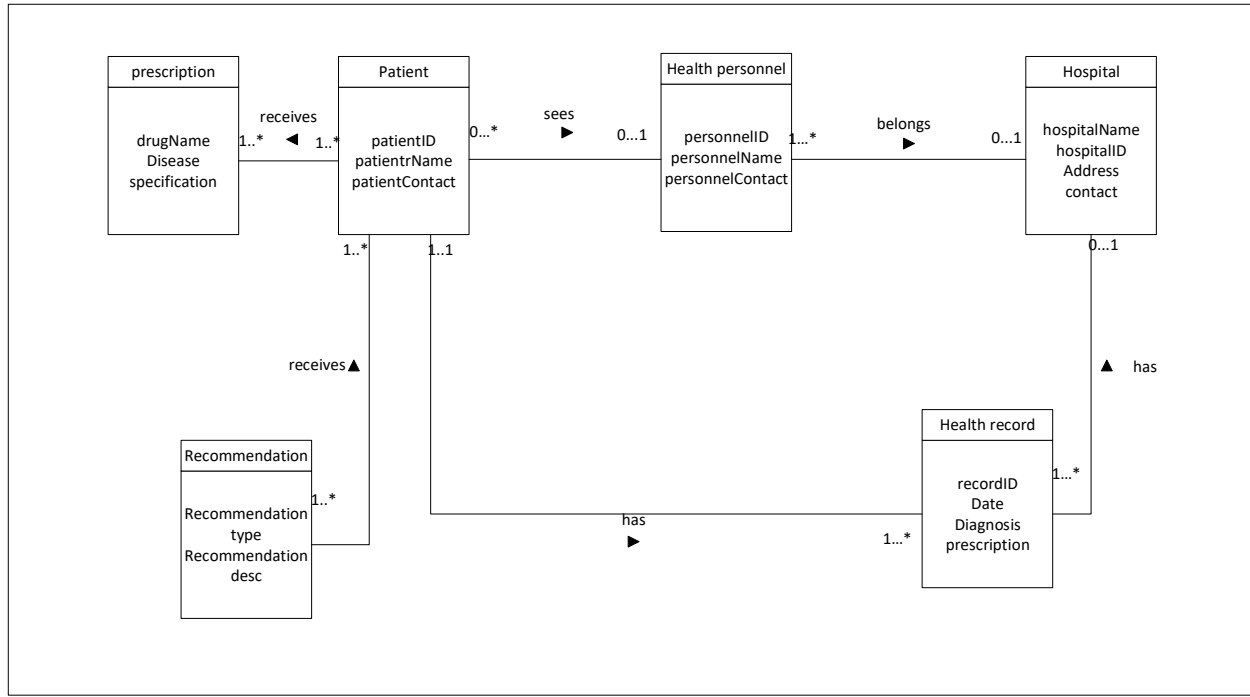 prescription
drugName
Disease
specification
receives
1..*
1..*
Patient
patientID
patientrName
patientContact
0...*
sees
0...1
Health personnel
personnelID
personnelName
personnelContact
1...*
belongs
0...1
Hospital
hospitalName
hospitalID
Address
contact
1..*
1..1
0...1
receives
has
Recommendation
Recommendation
type
Recommendation
desc
1..*
has
1...*
Health record
recordID
Date
Diagnosis
prescription
1...*